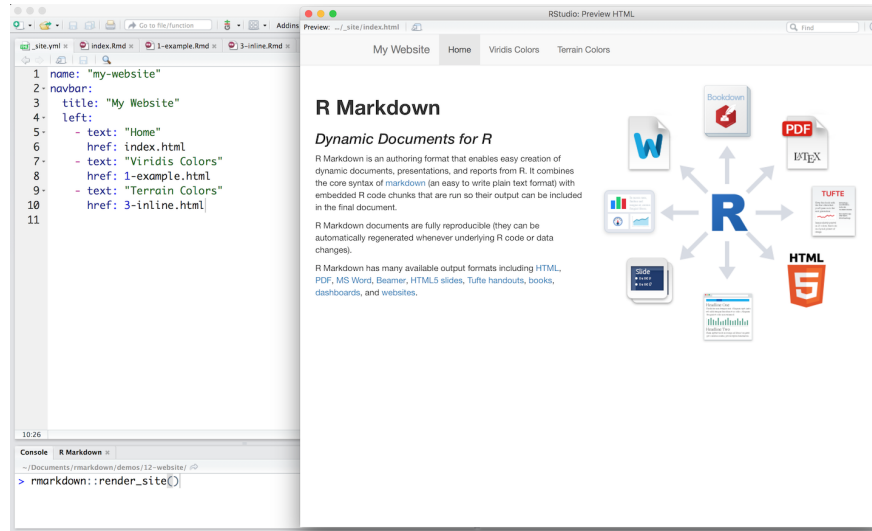 Go to file/function
Addins
_site.yml
index.Rmd
1-example.Rmd
3-inline.Rmd
1 name: "my-website"
2 navbar:
3 title: "My Website"
4 left:
5 - text: "Home"
6 href: index.html
7 - text: "Viridis Colors"
8 href: 1-example.html
9 - text: "Terrain Colors"
10 href: 3-inline.html
11
10:26
Console R Markdown
~/Documents/rmarkdown/demos/12-website/
> rmarkdown::render_site()
RStudio: Preview HTML
Preview: .../_site/index.html
Find
My Website Home Viridis Colors Terrain Colors
R Markdown
Dynamic Documents for R
R Markdown is an authoring format that enables easy creation of
dynamic documents, presentations, and reports from R. It combines
the core syntax of markdown (an easy to write plain text format) with
embedded R code chunks that are run so their output can be included
in the final document.
R Markdown documents are fully reproducible (they can be
automatically regenerated whenever underlying R code or data
changes).
R Markdown has many available output formats including HTML,
PDF, MS Word, Beamer, HTML5 slides, Tufte handouts, books,
dashboards, and websites.
Bookdown
W
PDF
LATEX
R
TUFTE
Slide
HTML
5
Headline One
Headline Two